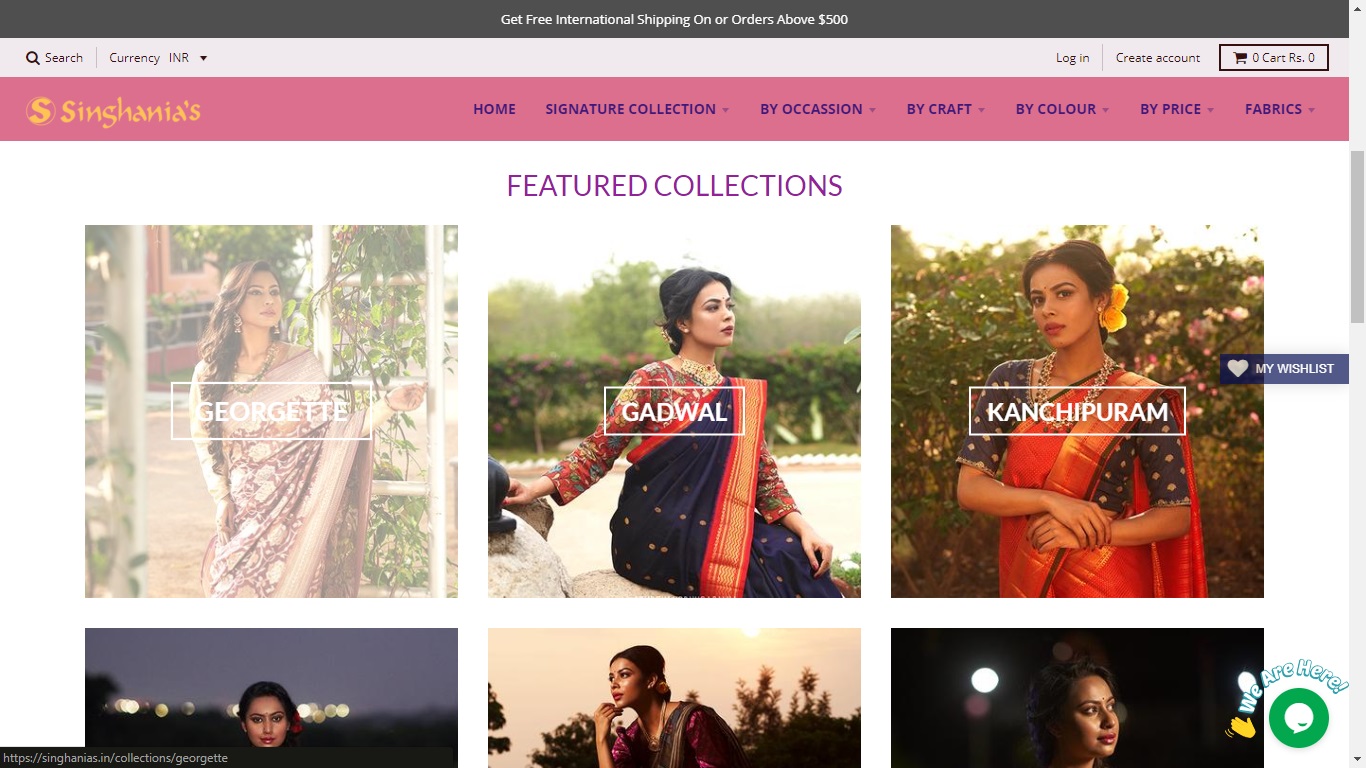 Get Free International Shipping On or Orders Above $500
Search
Currency INR
Log in
Create account
0 Cart Rs. 0
S Singhania's
HOME
SIGNATURE COLLECTION
BY OCCASSION
BY CRAFT
BY COLOUR
BY PRICE
FABRICS
FEATURED COLLECTIONS
GEORGETTE
GADWAL
KANCHIPURAM
MY WISHLIST
We Are Here!
https://singhanias.in/collections/georgette